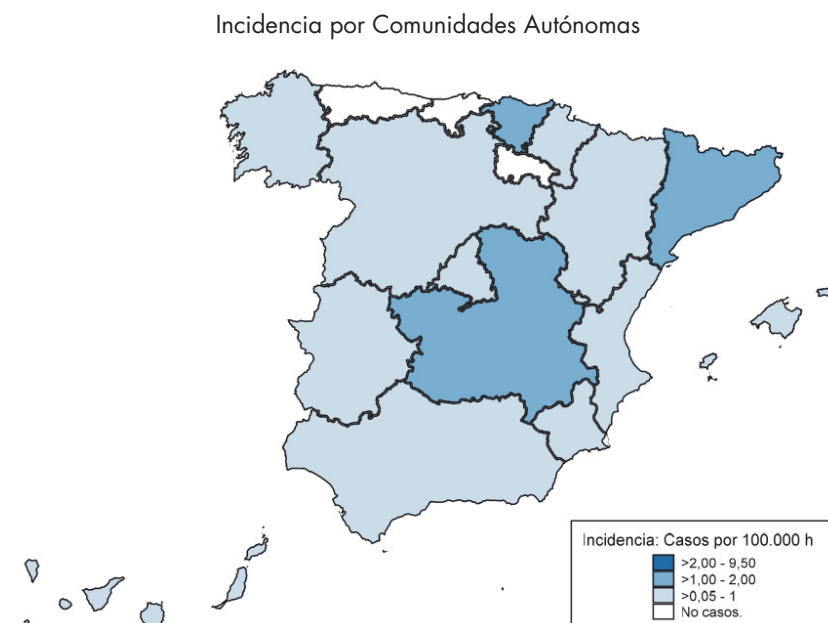 Incidencia por Comunidades Autónomas
Incidencia: Casos por 100.000 h
>2,00 - 9,50
>1,00 - 2,00
>0,05 - 1
No casos.